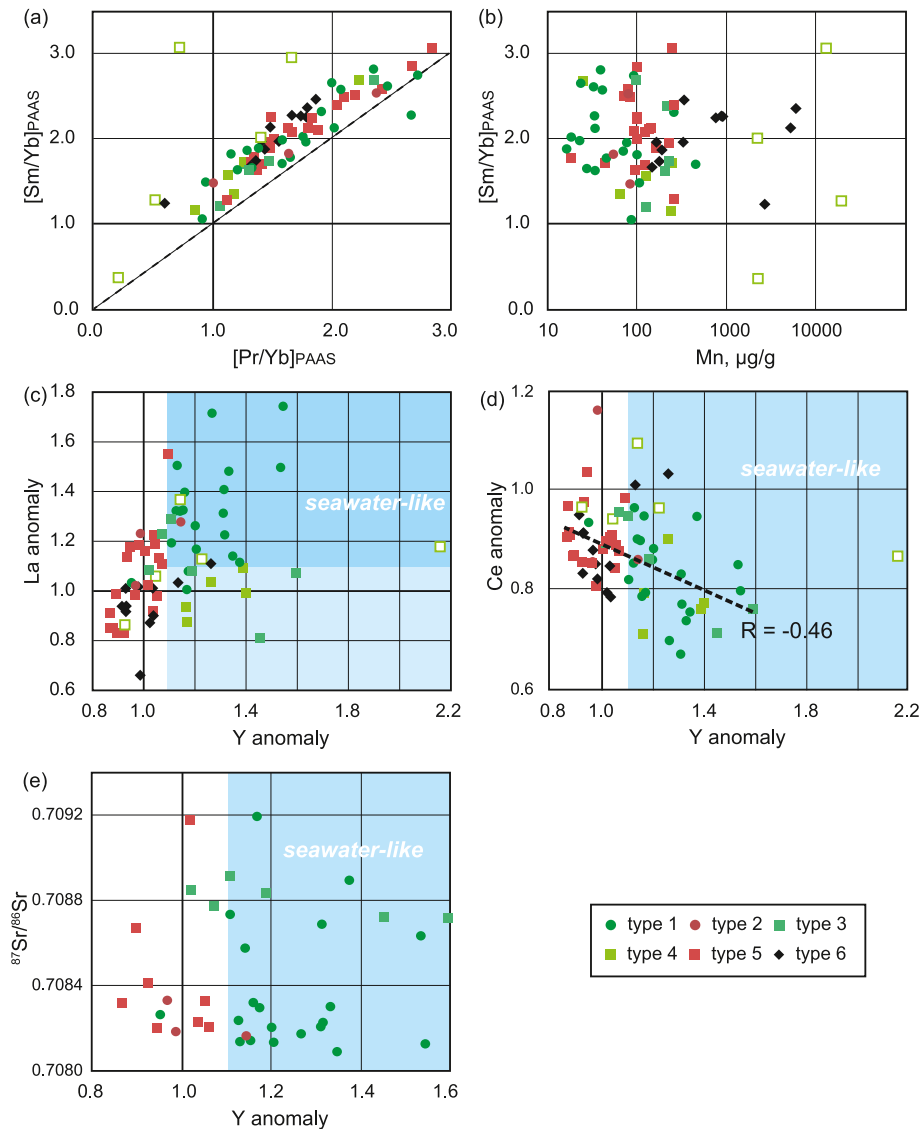 (a)
[Sm/Yb]PAAS
3.0
2.0
1.0
0.0
0.0 1.0 2.0 3.0
[Pr/Yb]PAAS
(b)
[Sm/Yb]PAAS
3.0
2.0
1.0
0.0
10 100 1000 10000
Mn, µg/g
(c)
La anomaly
1.8
1.6
1.4
1.2
1.0
0.8
0.6
seawater-like
0.8 1.0 1.2 1.4 1.6 1.8 2.0 2.2
Y anomaly
(d)
Ce anomaly
1.2
1.0
0.8
0.6
seawater-like
R = -0.46
0.8 1.0 1.4 1.8 2.2
Y anomaly
(e)
87Sr/86Sr
0.7092
0.7088
0.7084
0.7080
seawater-like
0.8 1.0 1.2 1.4 1.6
Y anomaly
type 1 type 2 type 3
type 4 type 5 type 6